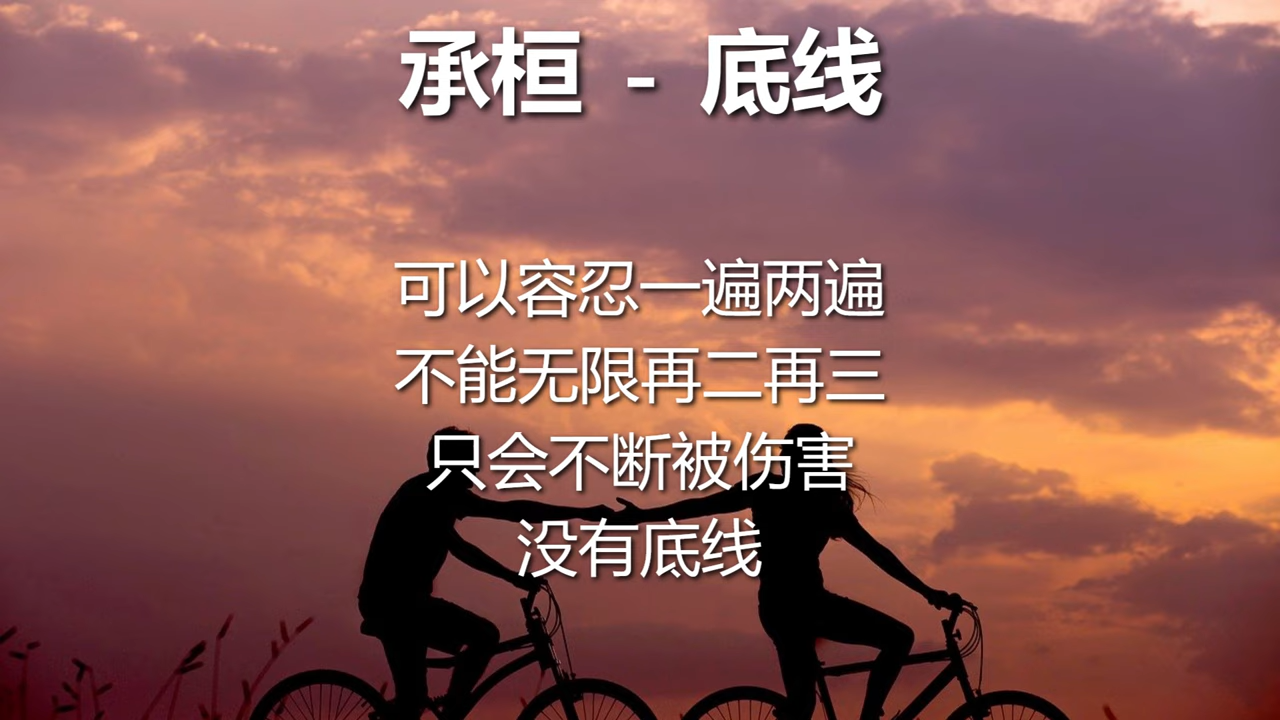 承桓 - 底线
可以容忍一遍两遍
不能无限再二再三
只会不断被伤害
没有底线